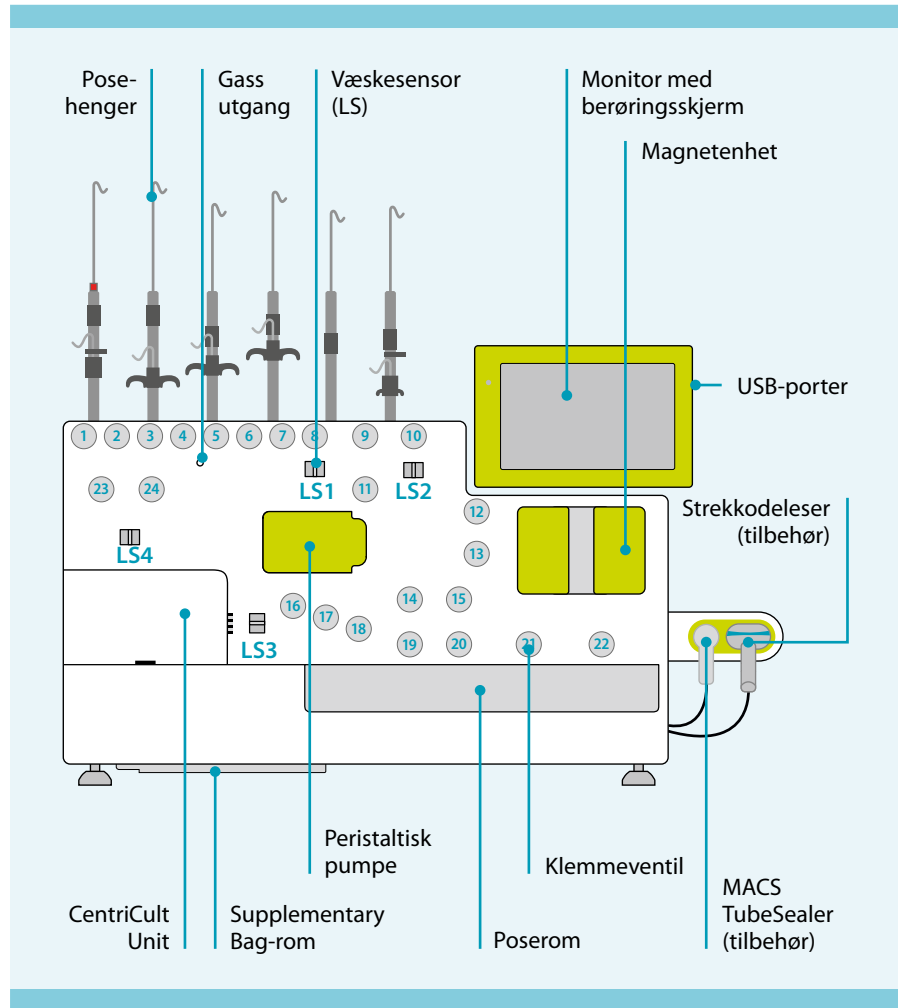 Pose-
henger
Gass
utgang
Væskesensor
(LS)
Monitor med
berøringsskjerm
Magnetenhet
USB-porter
1 2 3 4 5 6 7 8 9 10
LS1 LS2
23 24 11
12
Strekkodeleser
(tilbehør)
LS4
13
14 15
16
17
18
LS3
19 20 21 22
Peristaltisk
pumpe
Klemmeventil
CentriCult
Unit
Supplementary
Bag-rom
Poserom
MACS
TubeSealer
(tilbehør)